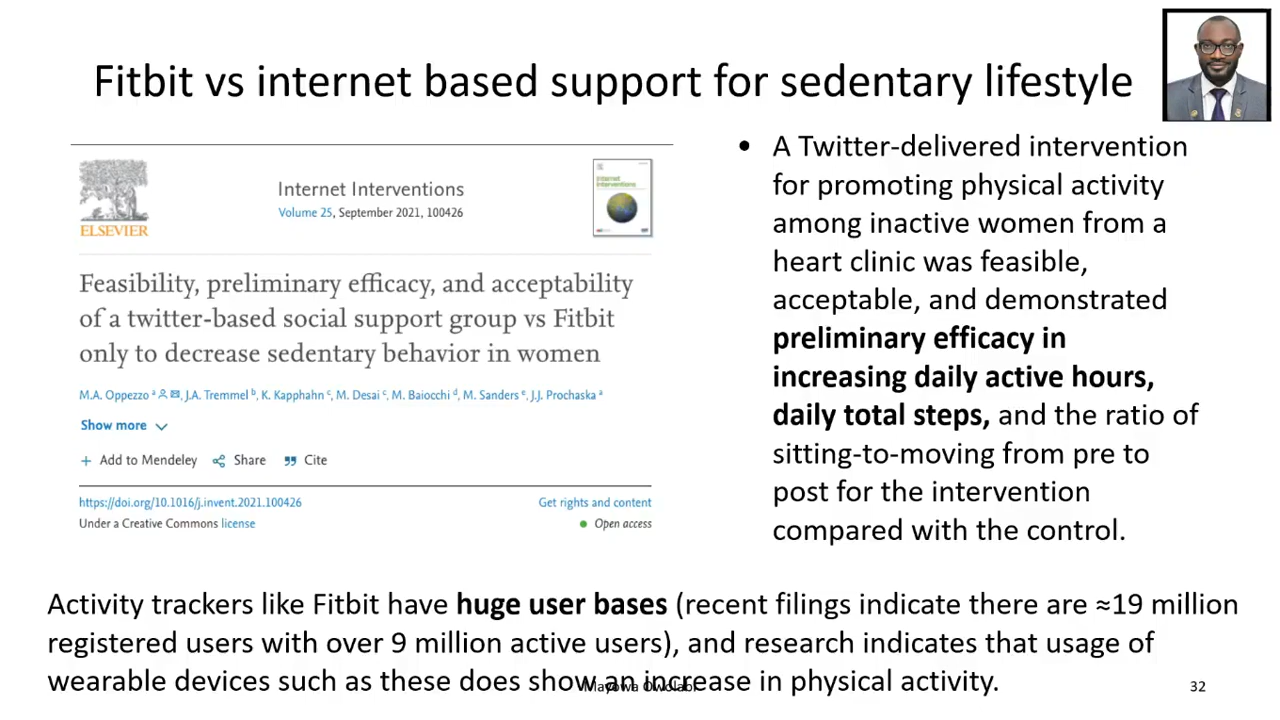 Fitbit vs internet based support for sedentary lifestyle
ELSEVIER
Internet Interventions
Volume 25, September 2021, 100426
Feasibility, preliminary efficacy, and acceptability
of a twitter-based social support group vs Fitbit
only to decrease sedentary behavior in women
M.A. Oppezzo a, J.A. Tremmel b, K. Kapphahn c, M. Desai c, M. Baiocchi d, M. Sanders e, J.J. Prochaska a
Show more
+ Add to Mendeley Share Cite
https://doi.org/10.1016/j.invent.2021.100426 Get rights and content
Under a Creative Commons license Open access
• A Twitter-delivered intervention
for promoting physical activity
among inactive women from a
heart clinic was feasible,
acceptable, and demonstrated
preliminary efficacy in
increasing daily active hours,
daily total steps, and the ratio of
sitting-to-moving from pre to
post for the intervention
compared with the control.
Activity trackers like Fitbit have huge user bases (recent filings indicate there are ≈19 million
registered users with over 9 million active users), and research indicates that usage of
wearable devices such as these does show an increase in physical activity.
Mayowa Owolabi
32